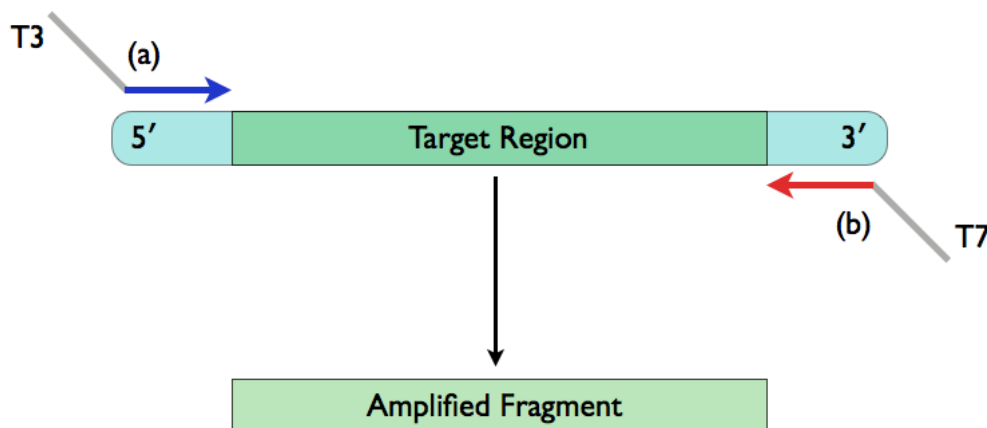 T3
(a)
5′
Target Region
3′
(b)
T7
Amplified Fragment